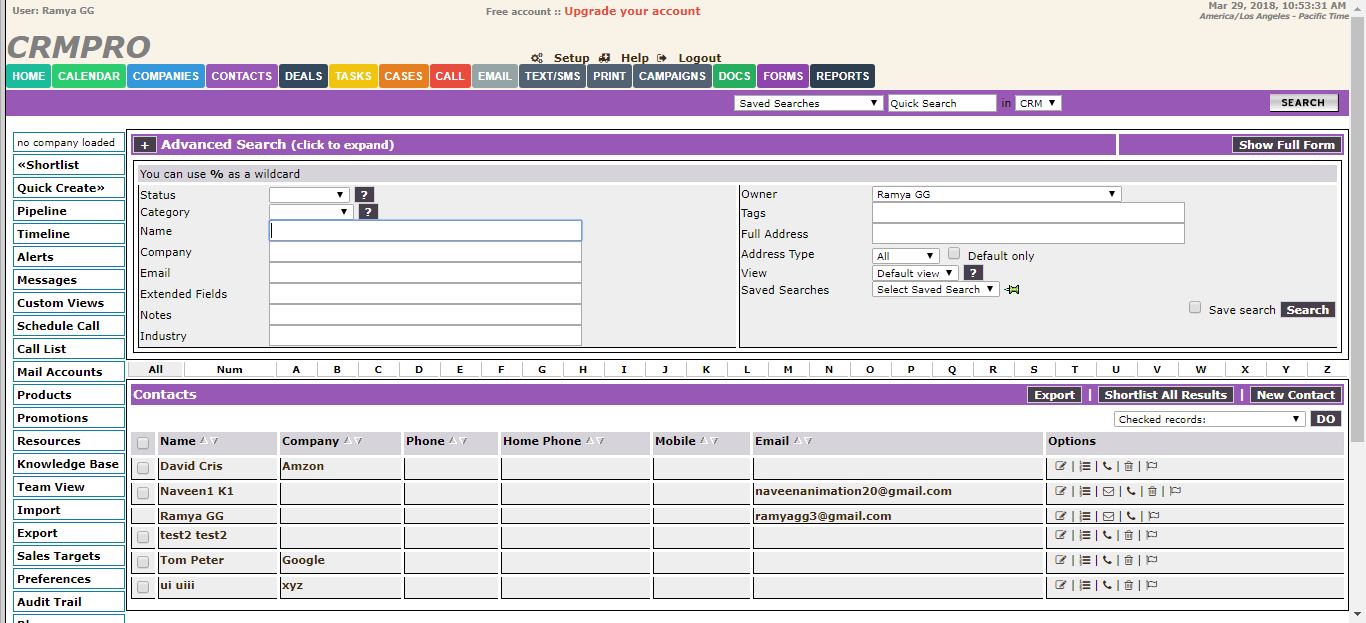 User: Ramya GG
Free account :: Upgrade your account
Mar 29, 2018, 10:53:31 AM
America/Los Angeles - Pacific Time
CRMPRO
Setup Help Logout
HOME CALENDAR COMPANIES CONTACTS DEALS TASKS CASES CALL EMAIL TEXT/SMS PRINT CAMPAIGNS DOCS FORMS REPORTS
Saved Searches Quick Search in CRM SEARCH
no company loaded
«Shortlist
Quick Create»
Pipeline
Timeline
Alerts
Messages
Custom Views
Schedule Call
Call List
Mail Accounts
Products
Promotions
Resources
Knowledge Base
Team View
Import
Export
Sales Targets
Preferences
Audit Trail
+ Advanced Search (click to expand) Show Full Form
You can use % as a wildcard
Status ?
Category ?
Name
Company
Email
Extended Fields
Notes
Industry
Owner Ramya GG
Tags
Full Address
Address Type All Default only
View Default view ?
Saved Searches Select Saved Search
Save search Search
All Num A B C D E F G H I J K L M N O P Q R S T U V W X Y Z
Contacts Export | Shortlist All Results | New Contact
Checked records: DO
Name Company Phone Home Phone Mobile Email Options
David Cris Amzon
Naveen1 K1 naveenanimation20@gmail.com
Ramya GG ramyagg3@gmail.com
test2 test2
Tom Peter Google
ui uiii xyz